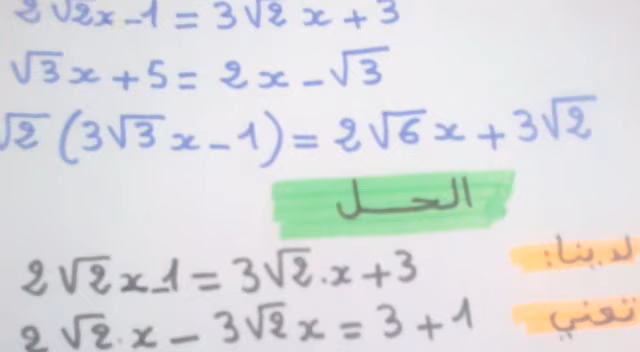 2√2x-1 = 3√2 x + 3
√3 x + 5 = 2x - √3
√2 (3√3 x - 1) = 2√6 x + 3√2
الحل
لدينا: 2√2 x - 1 = 3√2 . x + 3
تعني 2√2 . x - 3√2 x = 3 + 1